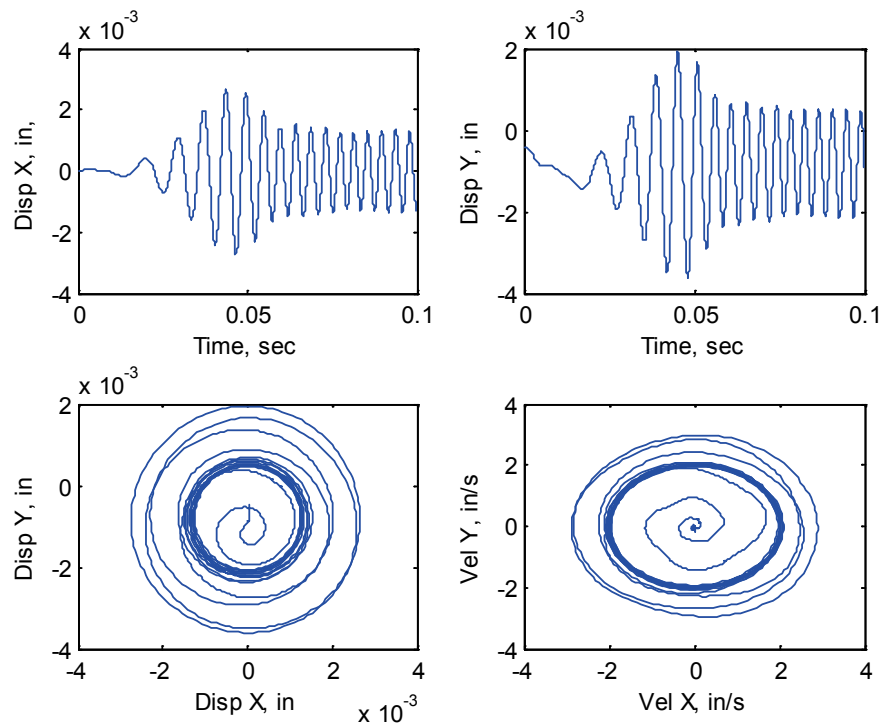 x 10⁻³
4
2
0
-2
-4
Disp X, in,
0
0.05
0.1
Time, sec
x 10⁻³
2
0
-2
-4
Disp Y, in
0
0.05
0.1
Time, sec
x 10⁻³
2
0
-2
-4
Disp Y, in
-4
-2
0
2
4
Disp X, in
x 10⁻³
4
2
0
-2
-4
Vel Y, in/s
-4
-2
0
2
4
Vel X, in/s